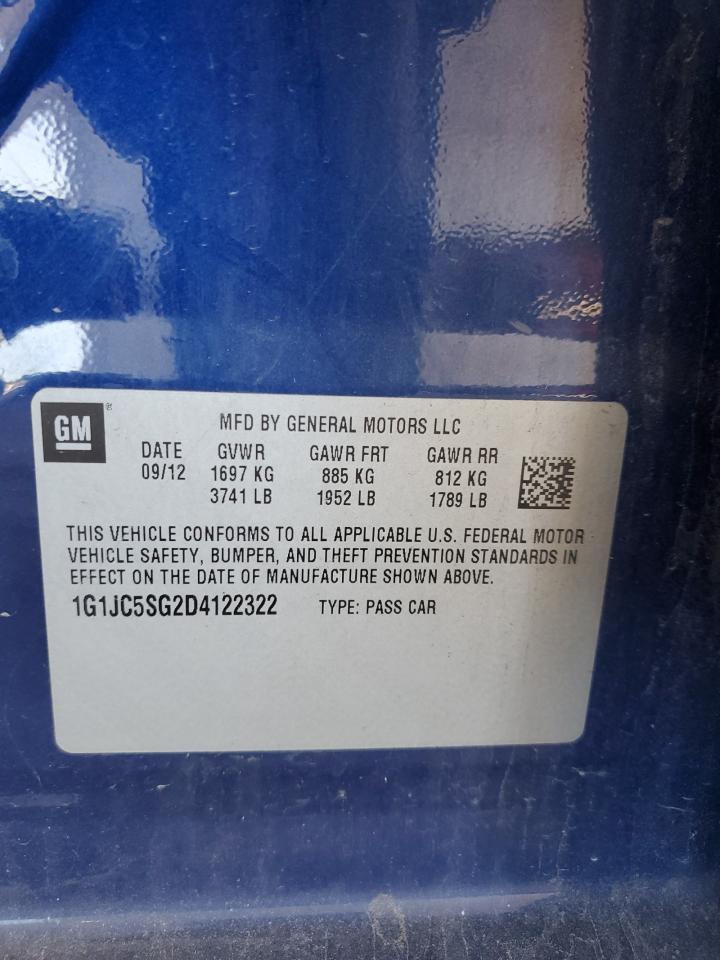 GM®
MFD BY GENERAL MOTORS LLC
DATE GVWR GAWR FRT GAWR RR
09/12 1697 KG 885 KG 812 KG
3741 LB 1952 LB 1789 LB
THIS VEHICLE CONFORMS TO ALL APPLICABLE U.S. FEDERAL MOTOR
VEHICLE SAFETY, BUMPER, AND THEFT PREVENTION STANDARDS IN
EFFECT ON THE DATE OF MANUFACTURE SHOWN ABOVE.
1G1JC5SG2D4122322 TYPE: PASS CAR